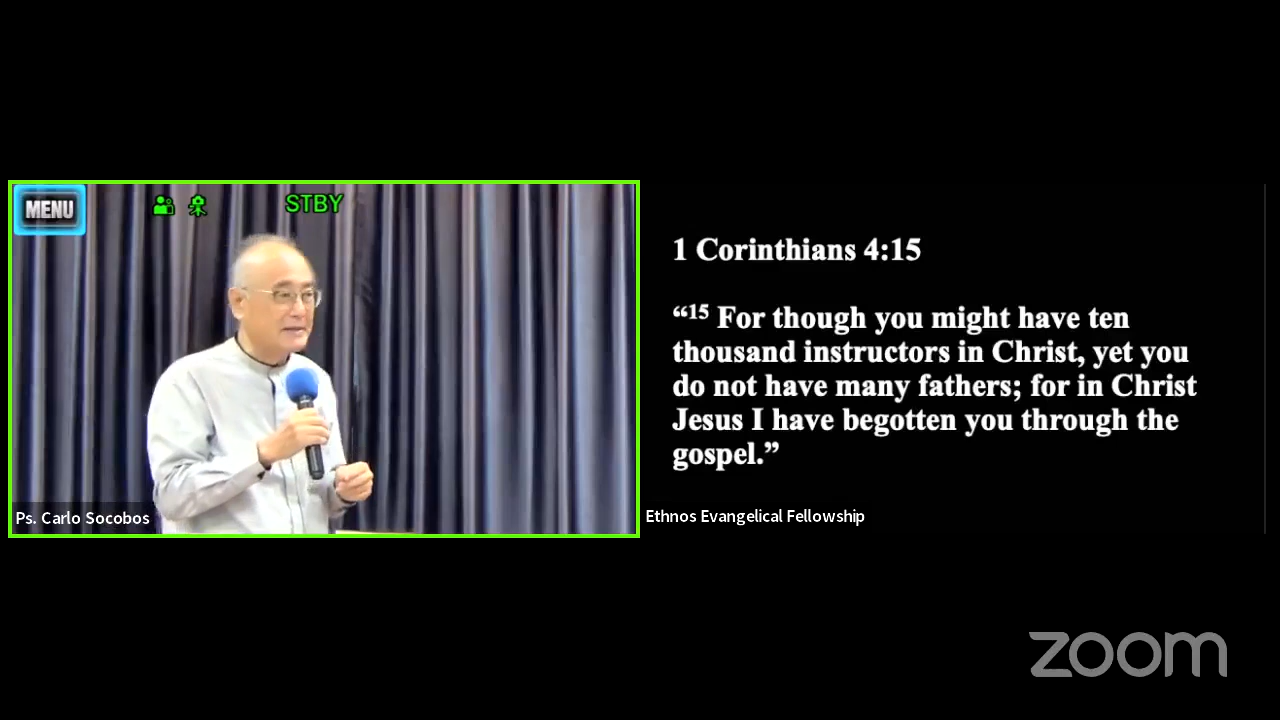 MENU
STBY
Ps. Carlo Socobos
1 Corinthians 4:15
“15 For though you might have ten
thousand instructors in Christ, yet you
do not have many fathers; for in Christ
Jesus I have begotten you through the
gospel.”
Ethnos Evangelical Fellowship
zoom